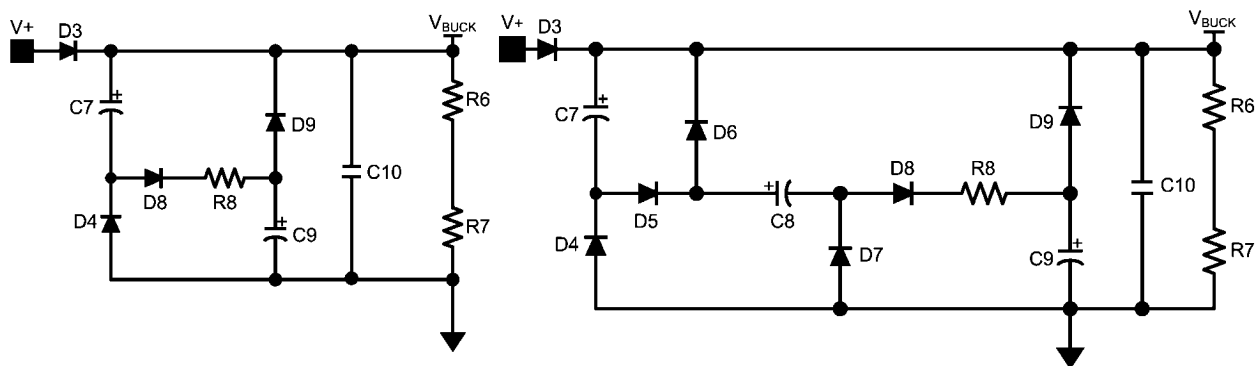 V+
D3
VBUCK
C7
+
D9
R6
D8
R8
C10
D4
+
C9
R7
V+
D3
VBUCK
C7
+
D6
D9
R6
D5
+
C8
D8
R8
C10
D4
D7
C9
+
R7